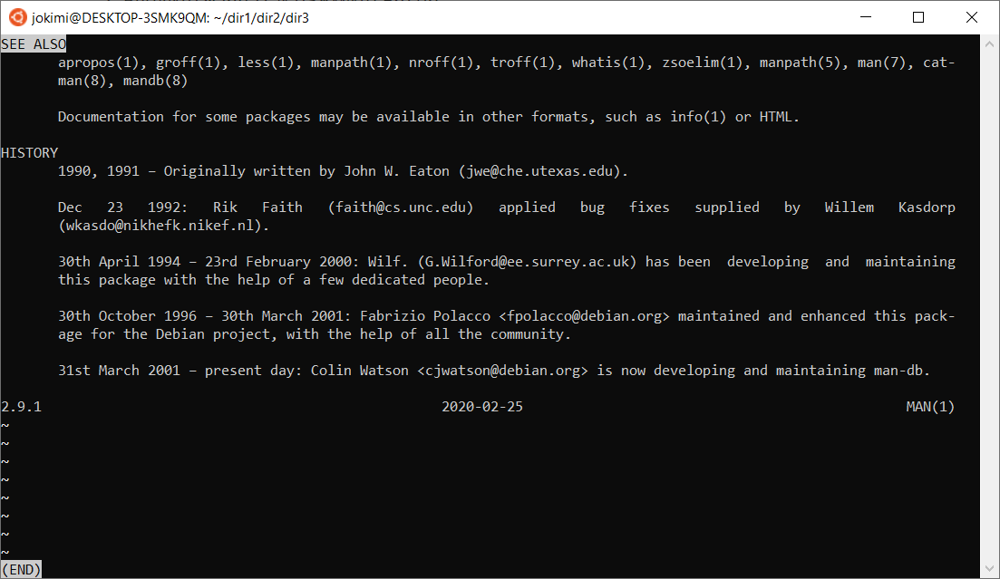 jokimi@DESKTOP-3SMK9QM: ~/dir1/dir2/dir3
SEE ALSO
apropos(1), groff(1), less(1), manpath(1), nroff(1), troff(1), whatis(1), zsoelim(1), manpath(5), man(7), cat-
man(8), mandb(8)
Documentation for some packages may be available in other formats, such as info(1) or HTML.
HISTORY
1990, 1991 – Originally written by John W. Eaton (jwe@che.utexas.edu).
Dec 23 1992: Rik Faith (faith@cs.unc.edu) applied bug fixes supplied by Willem Kasdorp
(wkasdo@nikhefk.nikef.nl).
30th April 1994 – 23rd February 2000: Wilf. (G.Wilford@ee.surrey.ac.uk) has been developing and maintaining
this package with the help of a few dedicated people.
30th October 1996 – 30th March 2001: Fabrizio Polacco <fpolacco@debian.org> maintained and enhanced this pack-
age for the Debian project, with the help of all the community.
31st March 2001 – present day: Colin Watson <cjwatson@debian.org> is now developing and maintaining man-db.
2.9.1 2020-02-25 MAN(1)
~
~
~
~
~
~
~
~
(END)